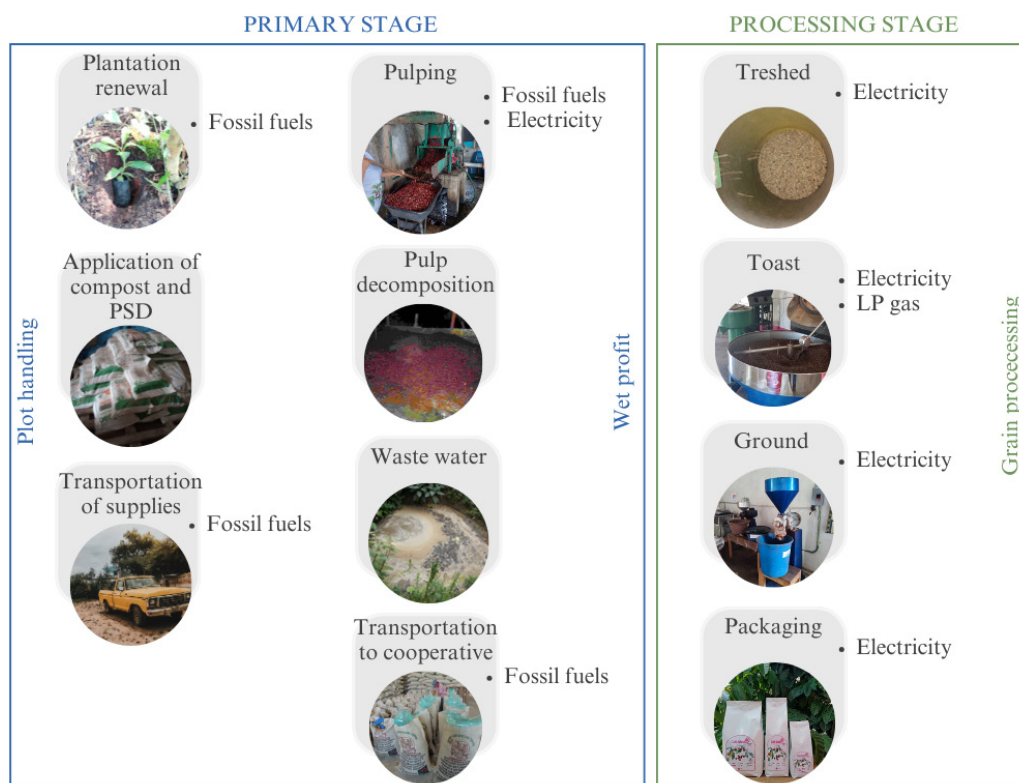 PRIMARY STAGE
PROCESSING STAGE
Plot handling
Plantation
renewal
• Fossil fuels
Application of
compost and
PSD
Transportation
of supplies
• Fossil fuels
Wet profit
Pulping
• Fossil fuels
• Electricity
Pulp
decomposition
Waste water
Transportation
to cooperative
• Fossil fuels
Grain procecessing
Treshed
• Electricity
Toast
• Electricity
• LP gas
Ground
• Electricity
Packaging
• Electricity